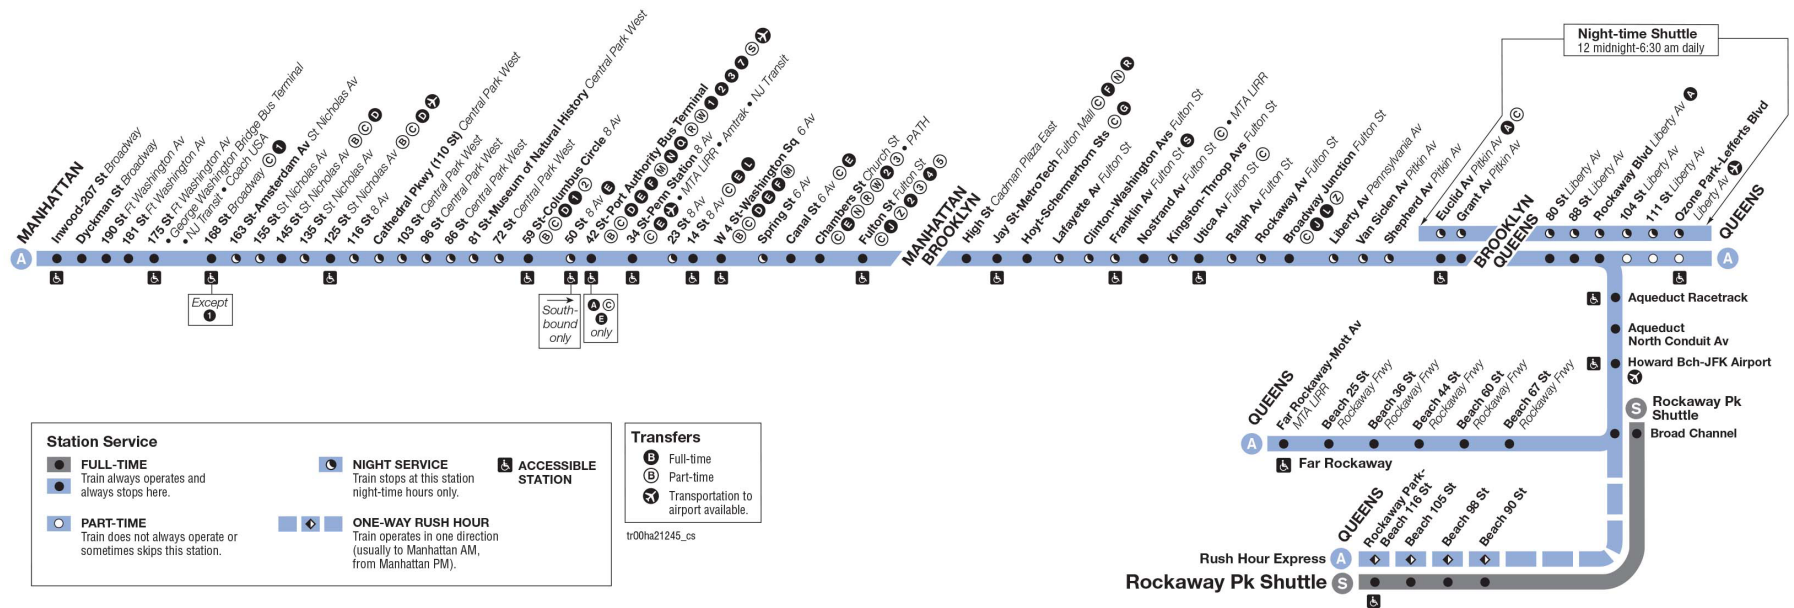 Night-time Shuttle
12 midnight-6:30 am daily
MANHATTAN
A
Inwood-207 St Broadway
Dyckman St Broadway
190 St Ft Washington Av
181 St Ft Washington Av
175 St Ft Washington Av
• George Washington Bridge Bus Terminal
• NJ Transit • Coach USA
168 St Broadway C 1
163 St-Amsterdam Av St Nicholas Av
155 St St Nicholas Av
145 St St Nicholas Av B C D
135 St St Nicholas Av
125 St St Nicholas Av B C D
116 St 8 Av
Cathedral Pkwy (110 St) Central Park West
103 St Central Park West
96 St Central Park West
86 St Central Park West
81 St-Museum of Natural History Central Park West
72 St Central Park West
59 St-Columbus Circle 8 Av
B C D 1 2
50 St 8 Av E
42 St-Port Authority Bus Terminal
B C D E F M N Q R W 1 2 3 7 S
34 St-Penn Station 8 Av
C E • MTA LIRR • Amtrak • NJ Transit
23 St 8 Av
14 St 8 Av C E L
W 4 St-Washington Sq 6 Av
B C D E F M
Spring St 6 Av
Canal St 6 Av C E
Chambers St Church St
C E N R W 2 3 • PATH
Fulton St Fulton St
C J Z 2 3 4 5
MANHATTAN
BROOKLYN
High St Cadman Plaza East
Jay St-MetroTech Fulton Mall C F N R
Hoyt-Schermerhorn Sts C G
Lafayette Av Fulton St
Clinton-Washington Avs Fulton St
Franklin Av Fulton St S
Nostrand Av Fulton St C • MTA LIRR
Kingston-Throop Avs Fulton St
Utica Av Fulton St C
Ralph Av Fulton St
Rockaway Av Fulton St
Broadway Junction Fulton St
C J L Z
Liberty Av Pennsylvania Av
Van Siclen Av Pitkin Av
Shepherd Av Pitkin Av
Euclid Av Pitkin Av A C
Grant Av Pitkin Av
BROOKLYN
QUEENS
80 St Liberty Av
88 St Liberty Av
Rockaway Blvd Liberty Av A
104 St Liberty Av
111 St Liberty Av
Ozone Park-Lefferts Blvd
Liberty Av
QUEENS
A
Except
1
South-
bound
only
A C
E
only
Aqueduct Racetrack
Aqueduct
North Conduit Av
Howard Bch-JFK Airport
S
Rockaway Pk
Shuttle
Broad Channel
QUEENS
A
Far Rockaway-Mott Av
MTA LIRR
Beach 25 St
Rockaway Frwy
Beach 36 St
Rockaway Frwy
Beach 44 St
Rockaway Frwy
Beach 60 St
Rockaway Frwy
Beach 67 St
Rockaway Frwy
Far Rockaway
QUEENS
Rockaway Park-
Beach 116 St
Beach 105 St
Beach 98 St
Beach 90 St
Rush Hour Express A
Rockaway Pk Shuttle S
Station Service
FULL-TIME
Train always operates and
always stops here.
PART-TIME
Train does not always operate or
sometimes skips this station.
NIGHT SERVICE
Train stops at this station
night-time hours only.
ONE-WAY RUSH HOUR
Train operates in one direction
(usually to Manhattan AM,
from Manhattan PM).
ACCESSIBLE
STATION
Transfers
B Full-time
B Part-time
Transportation to
airport available.
tr00ha21245_cs